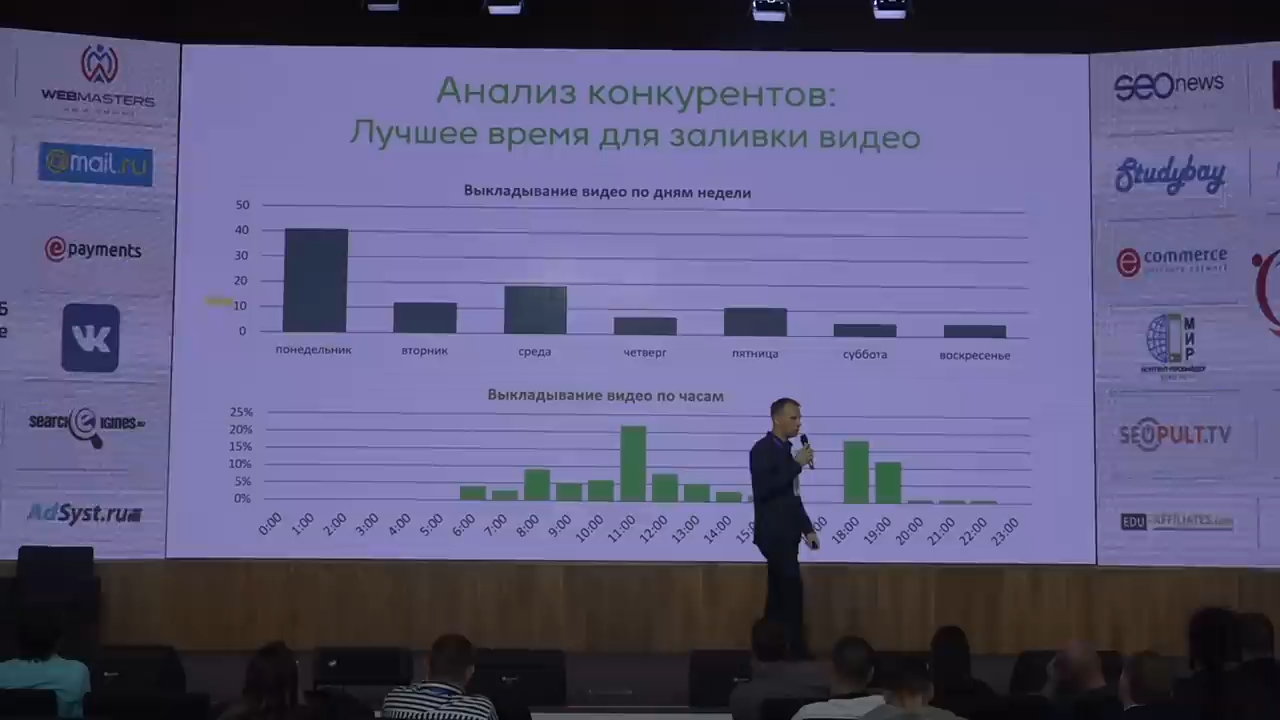 Анализ конкурентов:
Лучшее время для заливки видео
Выкладывание видео по дням недели
50
40
30
20
10
0
понедельник вторник среда четверг пятница суббота воскресенье
Выкладывание видео по часам
25%
20%
15%
10%
5%
0%
0:00 1:00 2:00 3:00 4:00 5:00 6:00 7:00 8:00 9:00 10:00 11:00 12:00 13:00 14:00 18:00 19:00 20:00 21:00 22:00 23:00
WEBMASTERS
@mail.ru
epayments
VK
AdSyst.ru
SEOnews
Studybay
ecommerce
МИР
SEOPULT.TV
EDU-AFFILIATES.com